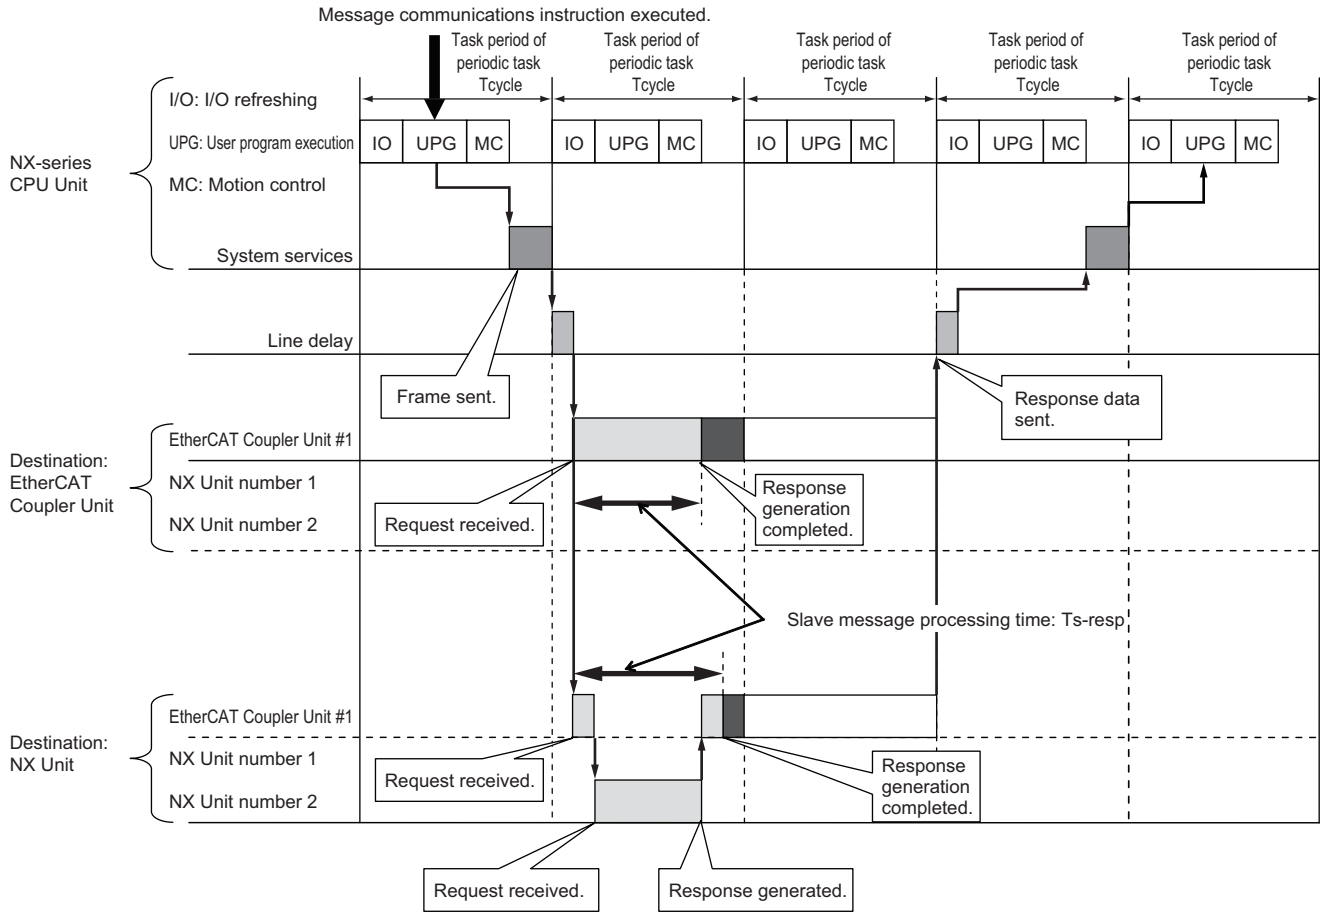 Message communications instruction executed.
Task period of
periodic task
Tcycle
Task period of
periodic task
Tcycle
Task period of
periodic task
Tcycle
Task period of
periodic task
Tcycle
Task period of
periodic task
Tcycle
NX-series
CPU Unit
I/O: I/O refreshing
UPG: User program execution
MC: Motion control
IO UPG MC
IO UPG MC
IO UPG MC
IO UPG MC
IO UPG MC
System services
Line delay
Frame sent.
Response data
sent.
Destination:
EtherCAT
Coupler Unit
EtherCAT Coupler Unit #1
NX Unit number 1
NX Unit number 2
Request received.
Response
generation
completed.
Slave message processing time: Ts-resp
Destination:
NX Unit
EtherCAT Coupler Unit #1
NX Unit number 1
NX Unit number 2
Request received.
Response
generation
completed.
Request received.
Response generated.